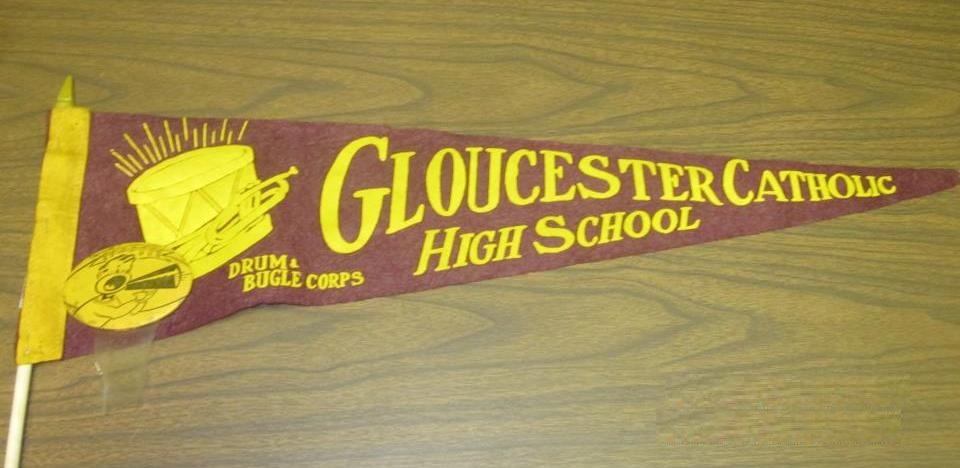 GLOUCESTER CATHOLIC
HIGH SCHOOL
DRUM &
BUGLE CORPS